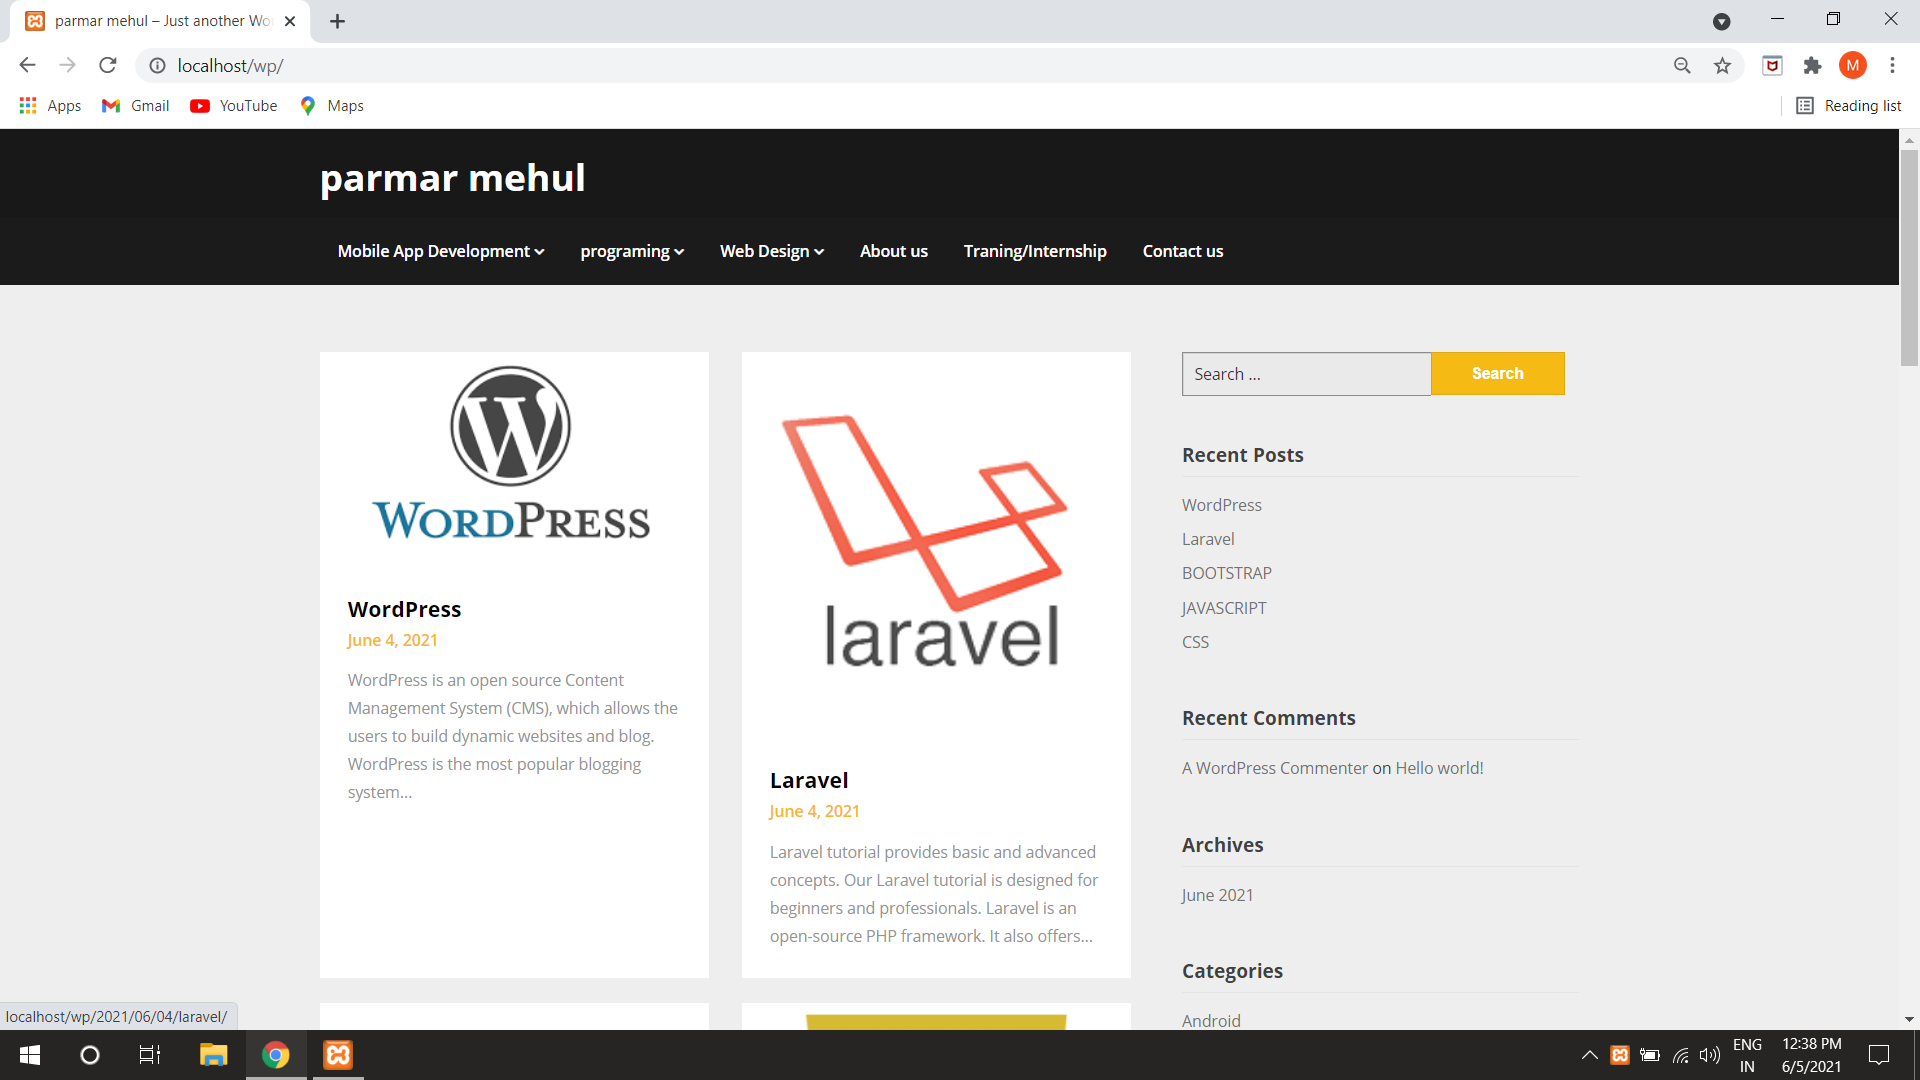 parmar mehul – Just another Wo
localhost/wp/
M
Apps
Gmail
YouTube
Maps
Reading list
parmar mehul
Mobile App Development
programing
Web Design
About us
Traning/Internship
Contact us
WORDPRESS
WordPress
June 4, 2021
WordPress is an open source Content
Management System (CMS), which allows the
users to build dynamic websites and blog.
WordPress is the most popular blogging
system...
laravel
Laravel
June 4, 2021
Laravel tutorial provides basic and advanced
concepts. Our Laravel tutorial is designed for
beginners and professionals. Laravel is an
open-source PHP framework. It also offers...
Search ...
Search
Recent Posts
WordPress
Laravel
BOOTSTRAP
JAVASCRIPT
CSS
Recent Comments
A WordPress Commenter on Hello world!
Archives
June 2021
Categories
Android
localhost/wp/2021/06/04/laravel/
ENG
IN
12:38 PM
6/5/2021